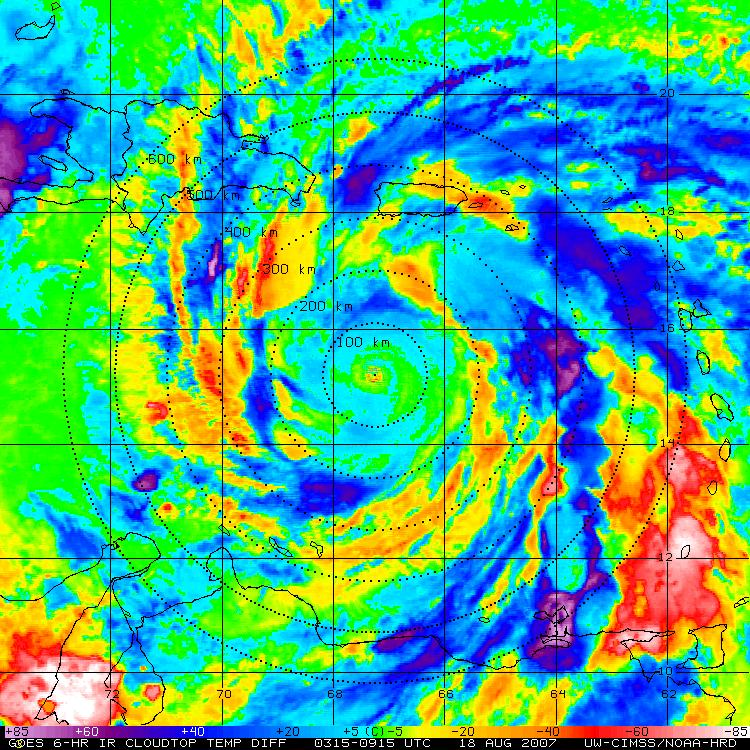 20
600 km
500 km
18
400 km
300 km
200 km
16
100 km
14
12
10
72 70 68 66 64 62
+85 +60 +40 +20 +5 (C) -5 -20 -40 -60 -85
GOES 6-HR IR CLOUDTOP TEMP DIFF 0315-0915 UTC 18 AUG 2007 UW-CIMSS/NOAA-HRD